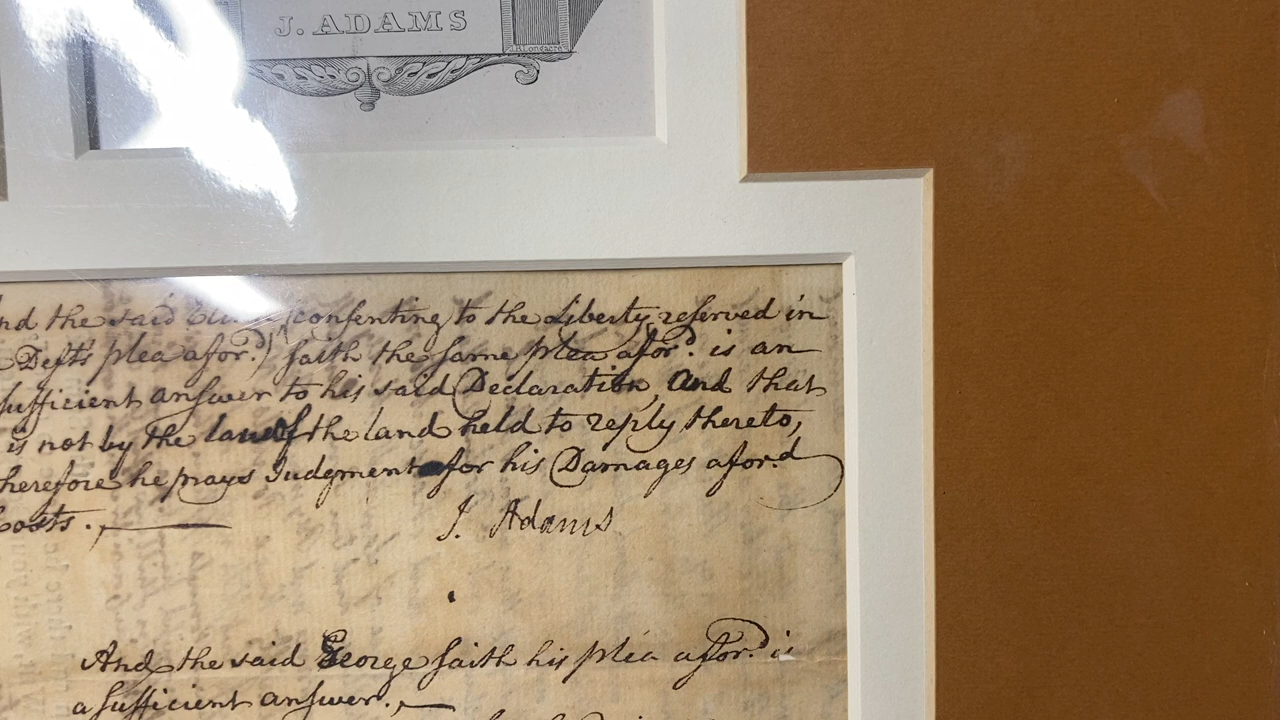 J. ADAMS
J.B.Longacre
nd the said (consenting to the Liberty reserved in
Defts plea afor.d) saith the same plea afor.d is an
sufficient answer to his said Declaration, And that
is not by the law of the land held to reply thereto,
herefore he prays Judgment for his Damages afor.d
Costs.
J. Adams
And the said George saith his plea afor.d is
a sufficient answer.